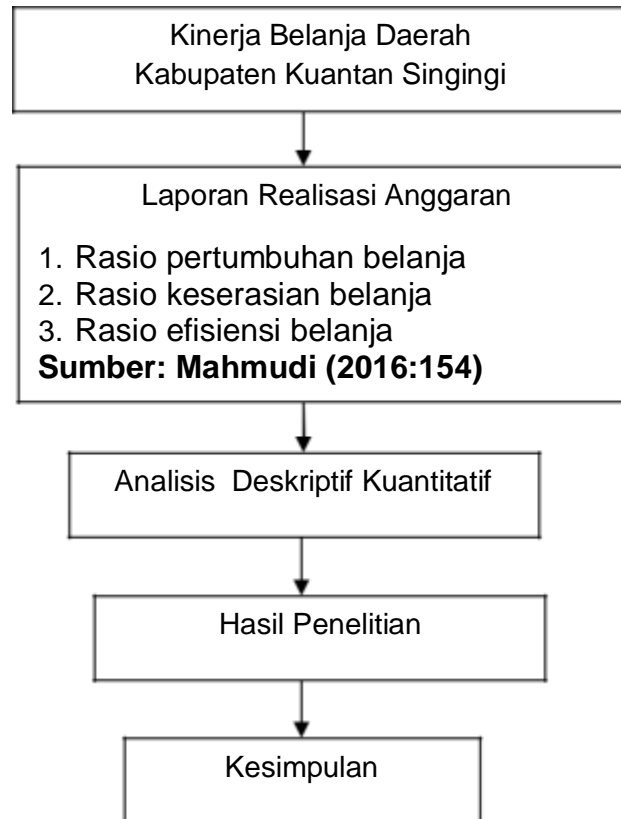 Kinerja Belanja Daerah
Kabupaten Kuantan Singingi
Laporan Realisasi Anggaran
1. Rasio pertumbuhan belanja
2. Rasio keserasian belanja
3. Rasio efisiensi belanja
Sumber: Mahmudi (2016:154)
Analisis Deskriptif Kuantitatif
Hasil Penelitian
Kesimpulan